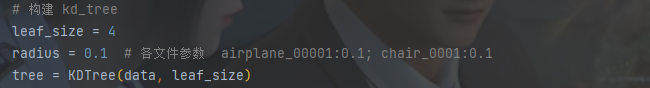 # 构建 kd_tree
leaf_size = 4
radius = 0.1  # 各文件参数  airplane_00001:0.1; chair_0001:0.1
tree = KDTree(data, leaf_size)